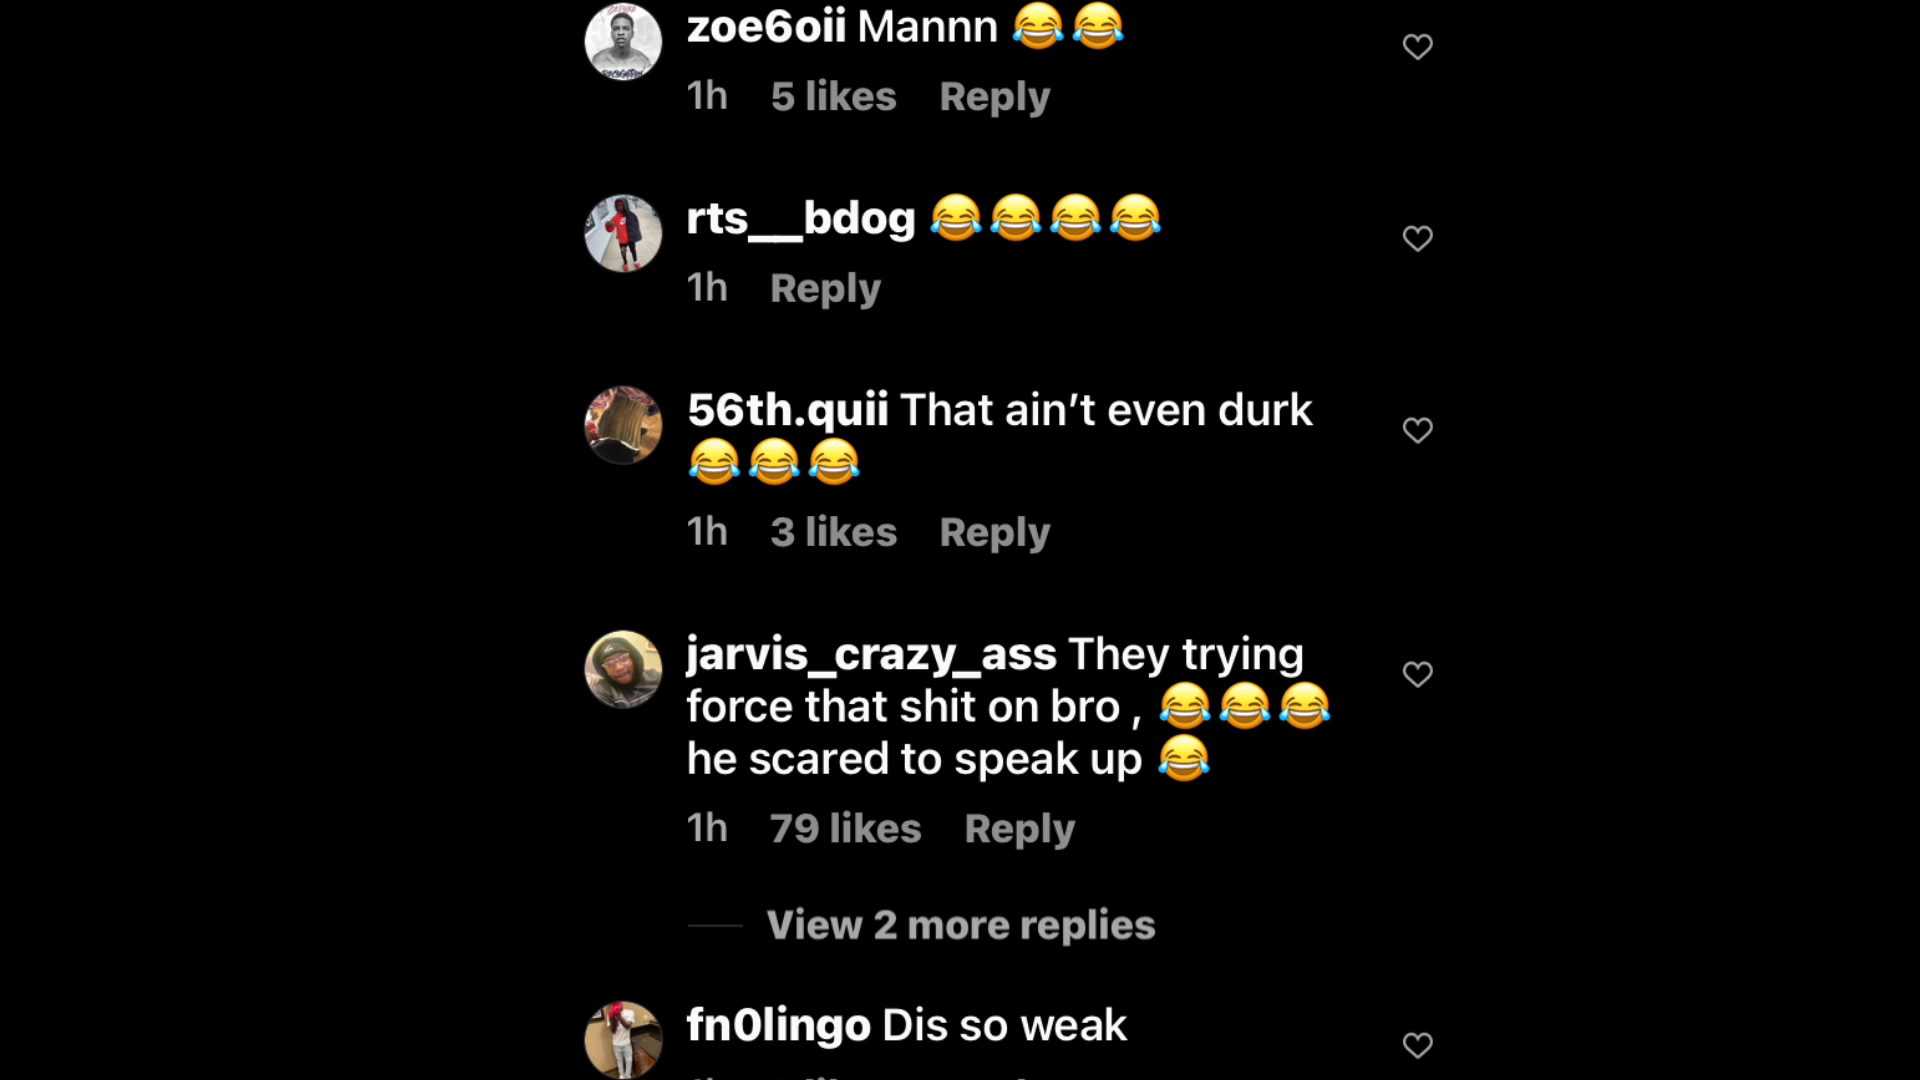 zoe6oii Mannn 😂😂
1h 5 likes Reply
rts__bdog 😂😂😂😂
1h Reply
56th.quii That ain’t even durk
😂😂😂
1h 3 likes Reply
jarvis_crazy_ass They trying
force that shit on bro , 😂😂😂
he scared to speak up 😂
1h 79 likes Reply
View 2 more replies
fn0lingo Dis so weak